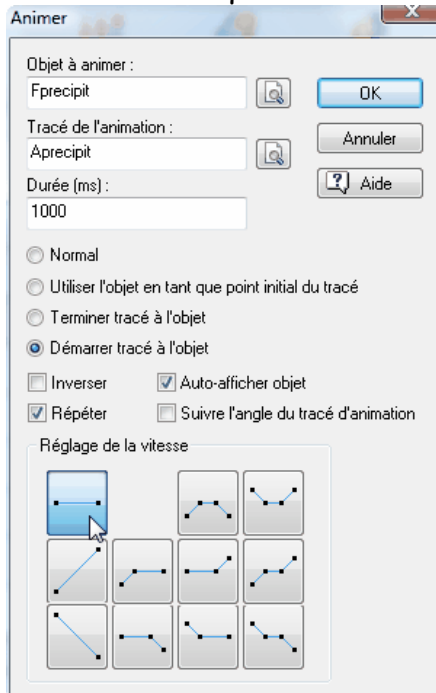 Animer
Objet à animer :
Fprecipit
OK
Tracé de l'animation :
Aprecipit
Annuler
Durée (ms) :
Aide
1000
Normal
Utiliser l'objet en tant que point initial du tracé
Terminer tracé à l'objet
Démarrer tracé à l'objet
Inverser
Auto-afficher objet
Répéter
Suivre l'angle du tracé d'animation
Réglage de la vitesse